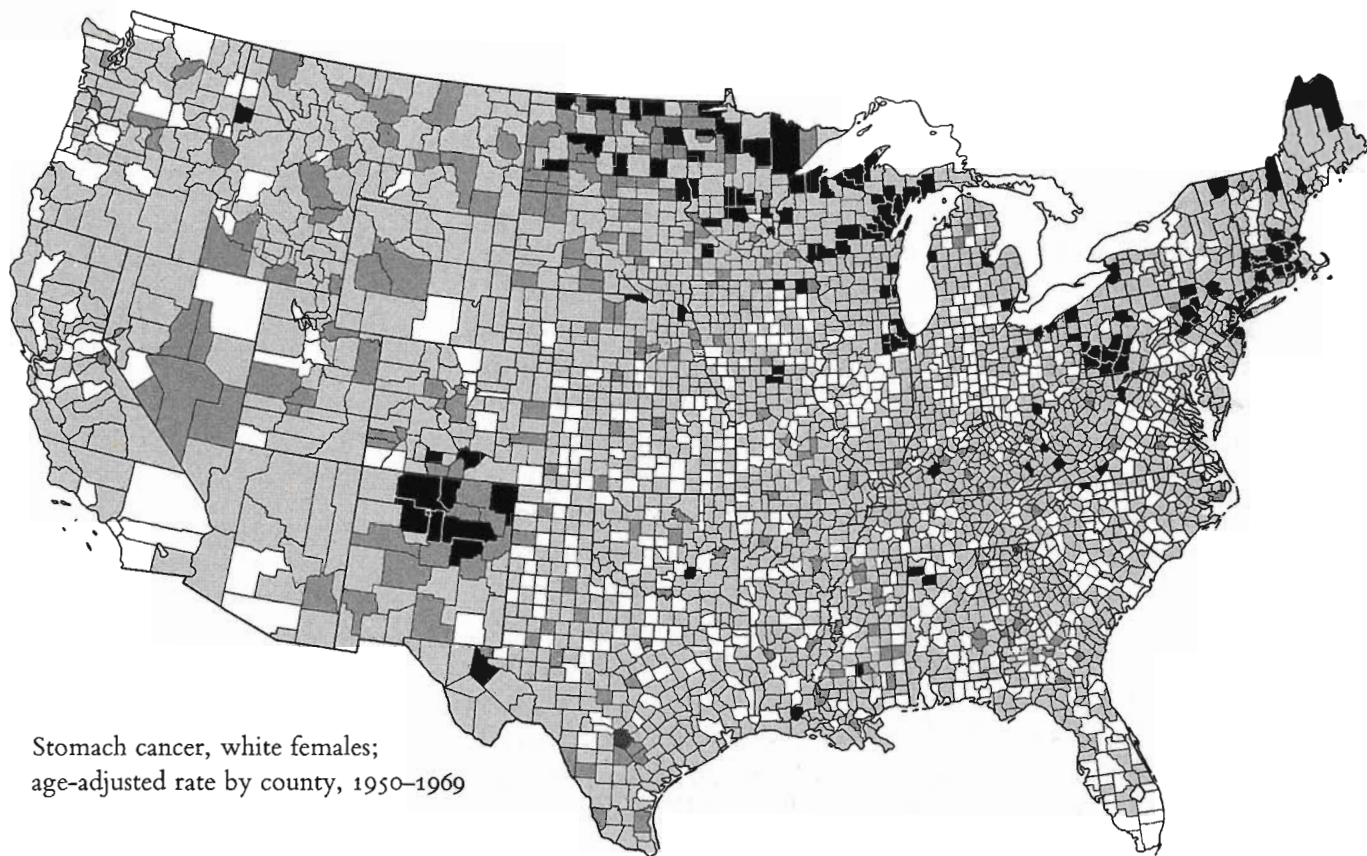 Stomach cancer, white females;
age-adjusted rate by county, 1950–1969